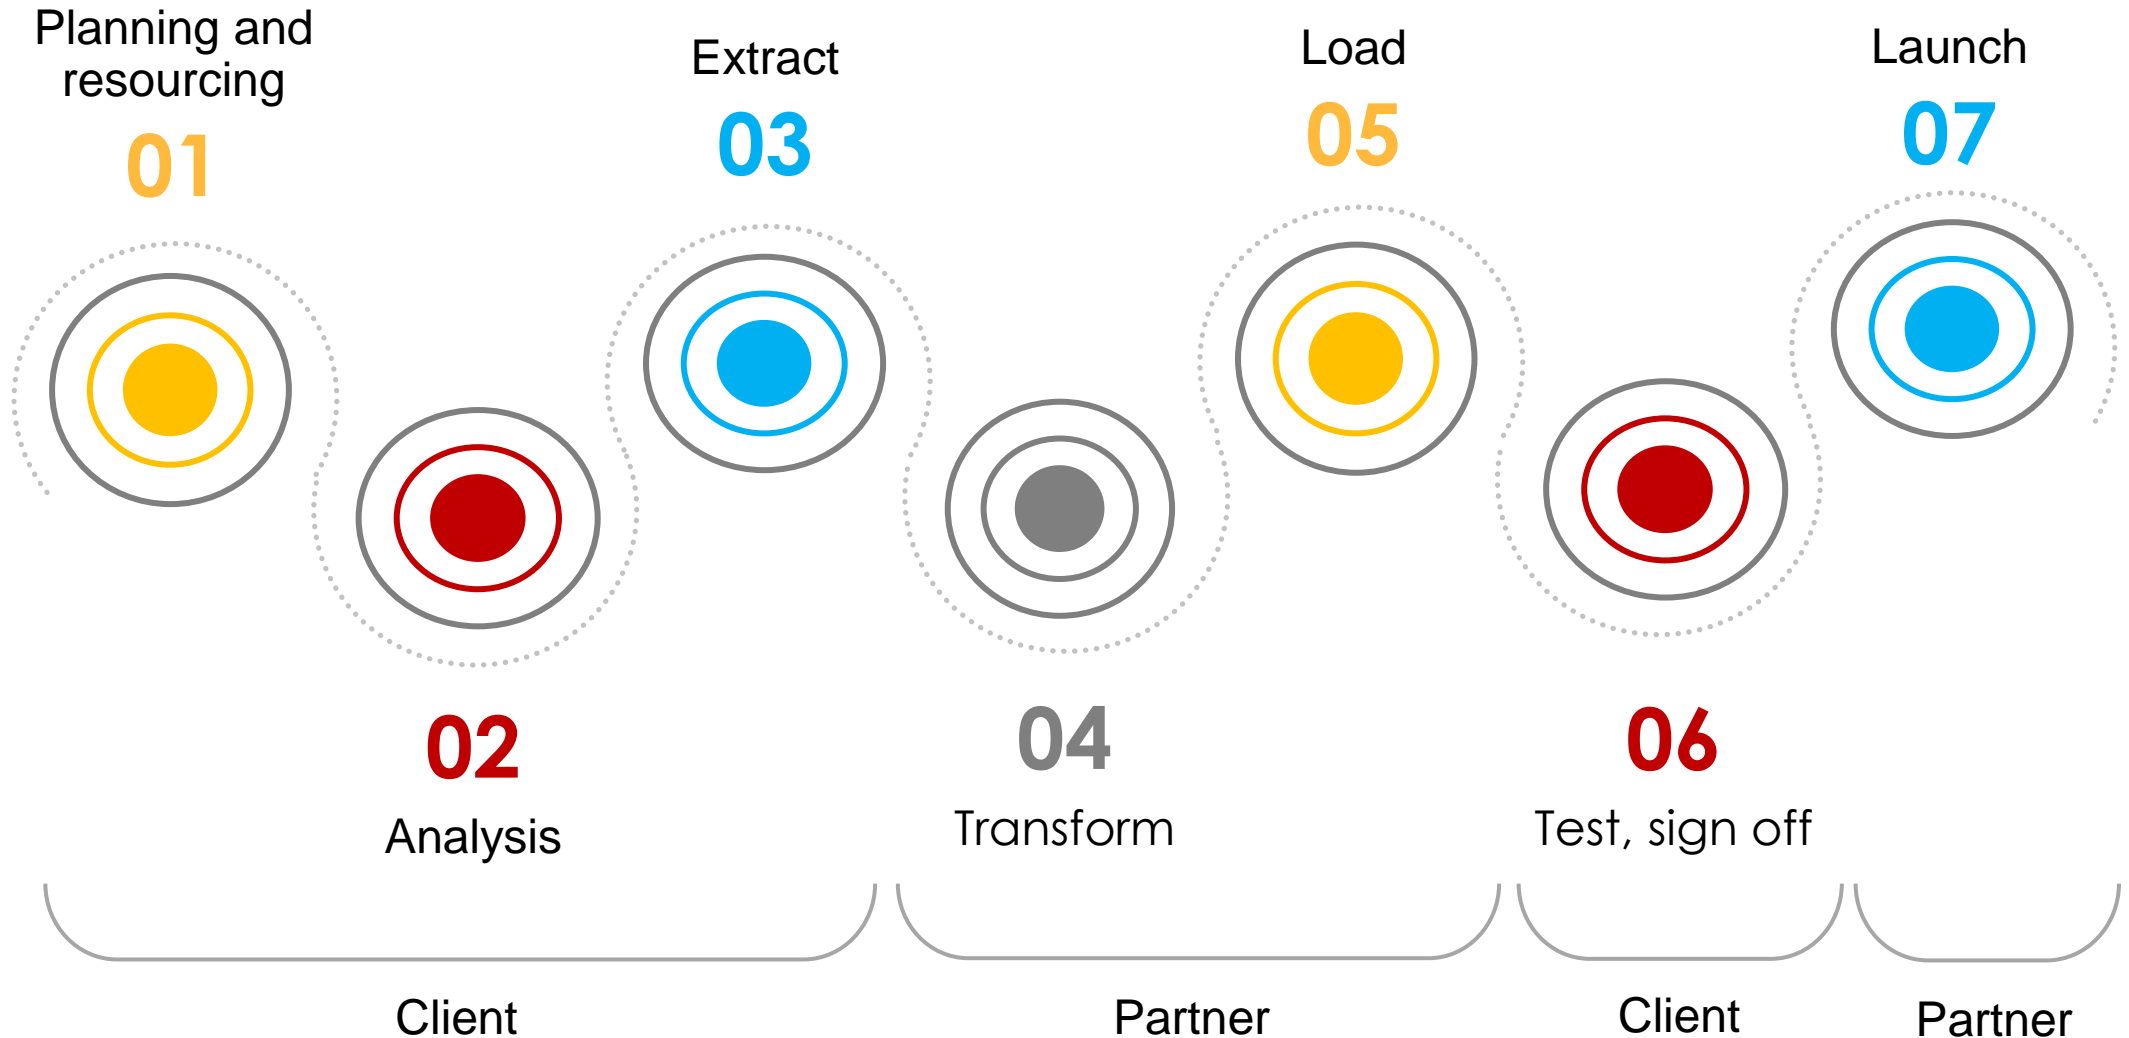 Planning and
resourcing
01
02
Analysis
Extract
03
04
Transform
Load
05
06
Test, sign off
Launch
07
Client
Partner
Client
Partner